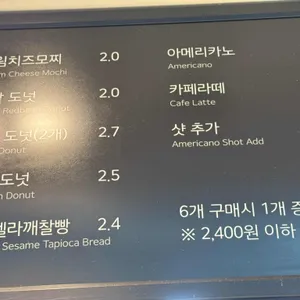 림치즈모찌 2.0
Cheese Mochi
도넛 2.0
도넛(2개) 2.7
Donut
도넛 2.5
Donut
깨찰빵 2.4
Sesame Tapioca Bread
아메리카노
Americano
카페라떼
Cafe Latte
샷 추가
Americano Shot Add
6개 구매시 1개 증
※ 2,400원 이하